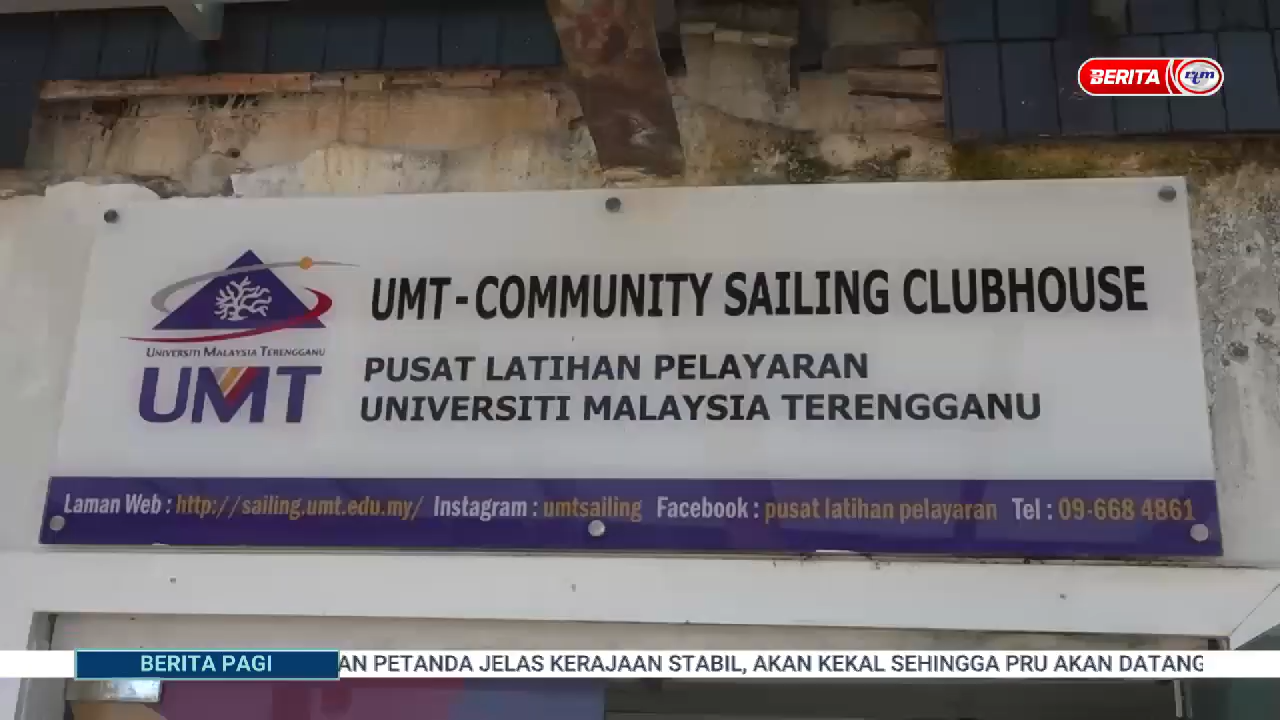 BERITA rtm
UMT - COMMUNITY SAILING CLUBHOUSE
UNIVERSITI MALAYSIA TERENGGANU
UMT
PUSAT LATIHAN PELAYARAN
UNIVERSITI MALAYSIA TERENGGANU
Laman Web : http://sailing.umt.edu.my/ Instagram : umtsailing Facebook : pusat latihan pelayaran Tel : 09-668 4861
BERITA PAGI AN PETANDA JELAS KERAJAAN STABIL, AKAN KEKAL SEHINGGA PRU AKAN DATANG